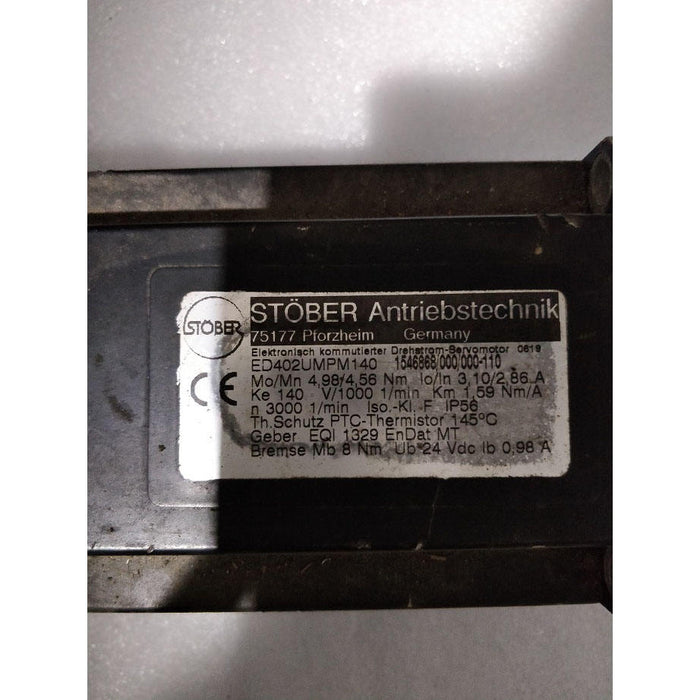 STÖBER
STÖBER Antriebstechnik
75177 Pforzheim Germany
Elektronisch kommutierter Drehstrom-Servomotor 0619
ED402UMPM140 1546868/000/000-110
Mo/Mn 4,98/4,56 Nm Io/In 3,10/2,86 A
Ke 140 V/1000 1/min Km 1,59 Nm/A
n 3000 1/min Iso.-Kl. F IP56
Th.Schutz PTC-Thermistor 145°C
Geber EQI 1329 EnDat MT
Bremse Mb 8 Nm Ub 24 Vdc Ib 0,98 A
CE